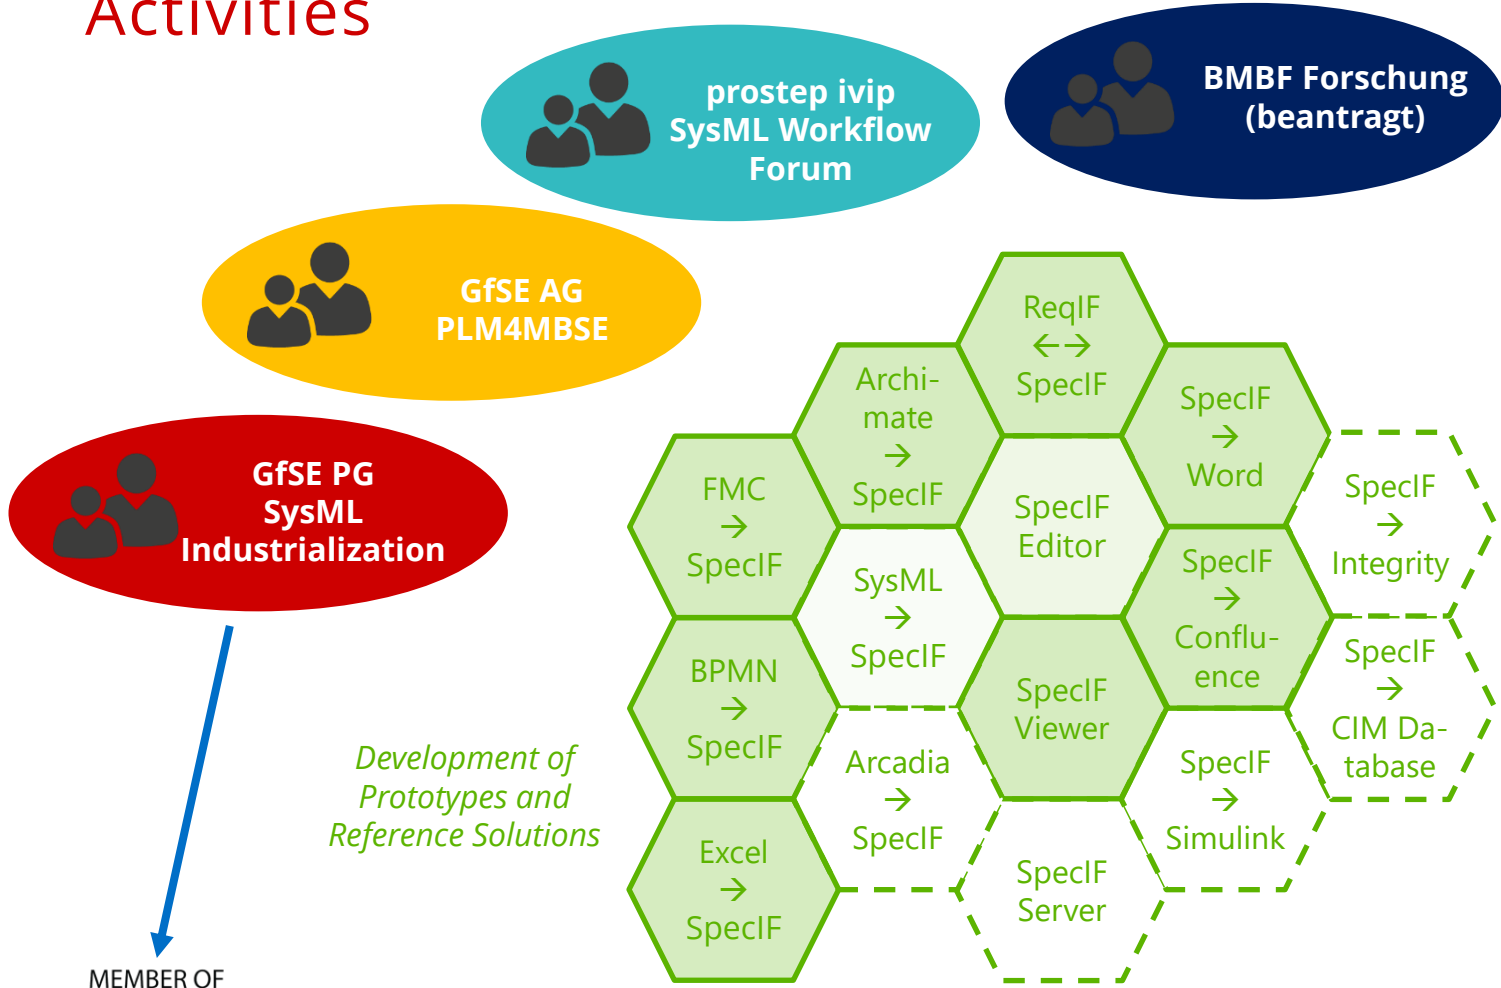 Activities
prostep ivip
SysML Workflow
Forum
BMBF Forschung
(beantragt)
GfSE AG
PLM4MBSE
GfSE PG
SysML
Industrialization
ReqIF
←→
SpecIF
Archi-
mate
→
SpecIF
SpecIF
→
Word
FMC
→
SpecIF
SpecIF
Editor
SpecIF
→
Integrity
SysML
→
SpecIF
SpecIF
→
Conflu-
ence
BPMN
→
SpecIF
SpecIF
Viewer
SpecIF
→
CIM Da-
tabase
Arcadia
→
SpecIF
SpecIF
→
Simulink
Excel
→
SpecIF
SpecIF
Server
Development of
Prototypes and
Reference Solutions
MEMBER OF